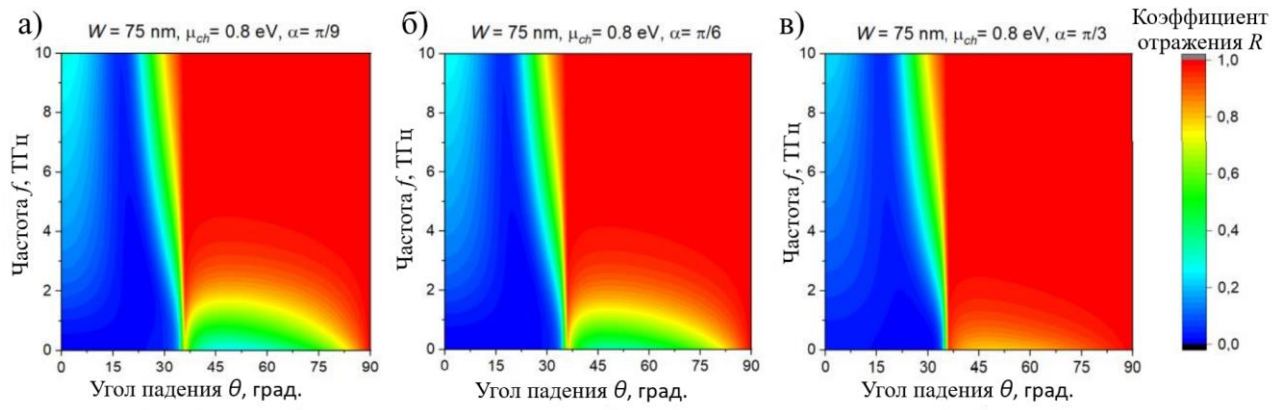 а)
W = 75 nm, μch= 0.8 eV, α= π/9
10
8
6
4
2
0
Частота f, ТГц
0 15 30 45 60 75 90
Угол падения θ, град.
б)
W = 75 nm, μch= 0.8 eV, α= π/6
10
8
6
4
2
0
Частота f, ТГц
0 15 30 45 60 75 90
Угол падения θ, град.
в)
W = 75 nm, μch= 0.8 eV, α= π/3
10
8
6
4
2
0
Частота f, ТГц
0 15 30 45 60 75 90
Угол падения θ, град.
Коэффициент
отражения R
1,0
0,8
0,6
0,4
0,2
0,0